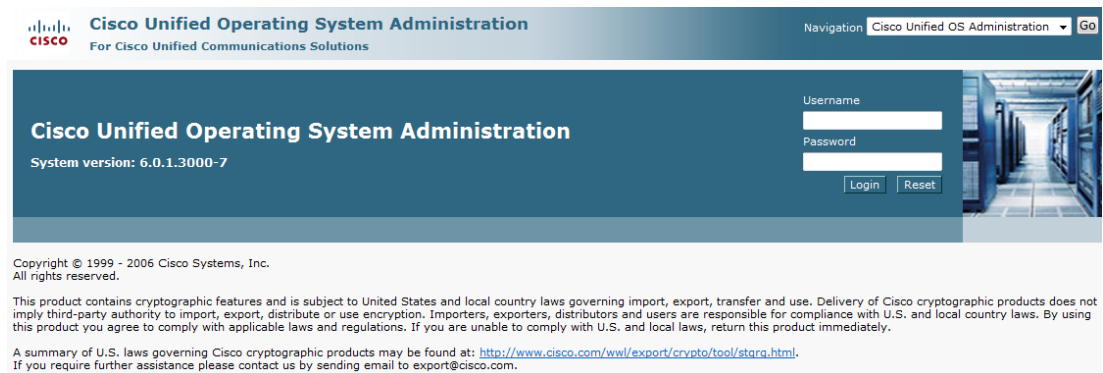 CISCO
Cisco Unified Operating System Administration
For Cisco Unified Communications Solutions
Navigation Cisco Unified OS Administration Go
Cisco Unified Operating System Administration
System version: 6.0.1.3000-7
Username
Password
Login Reset
Copyright © 1999 - 2006 Cisco Systems, Inc.
All rights reserved.
This product contains cryptographic features and is subject to United States and local country laws governing import, export, transfer and use. Delivery of Cisco cryptographic products does not
imply third-party authority to import, export, distribute or use encryption. Importers, exporters, distributors and users are responsible for compliance with U.S. and local country laws. By using
this product you agree to comply with applicable laws and regulations. If you are unable to comply with U.S. and local laws, return this product immediately.
A summary of U.S. laws governing Cisco cryptographic products may be found at: http://www.cisco.com/wwl/export/crypto/tool/stqrg.html.
If you require further assistance please contact us by sending email to export@cisco.com.